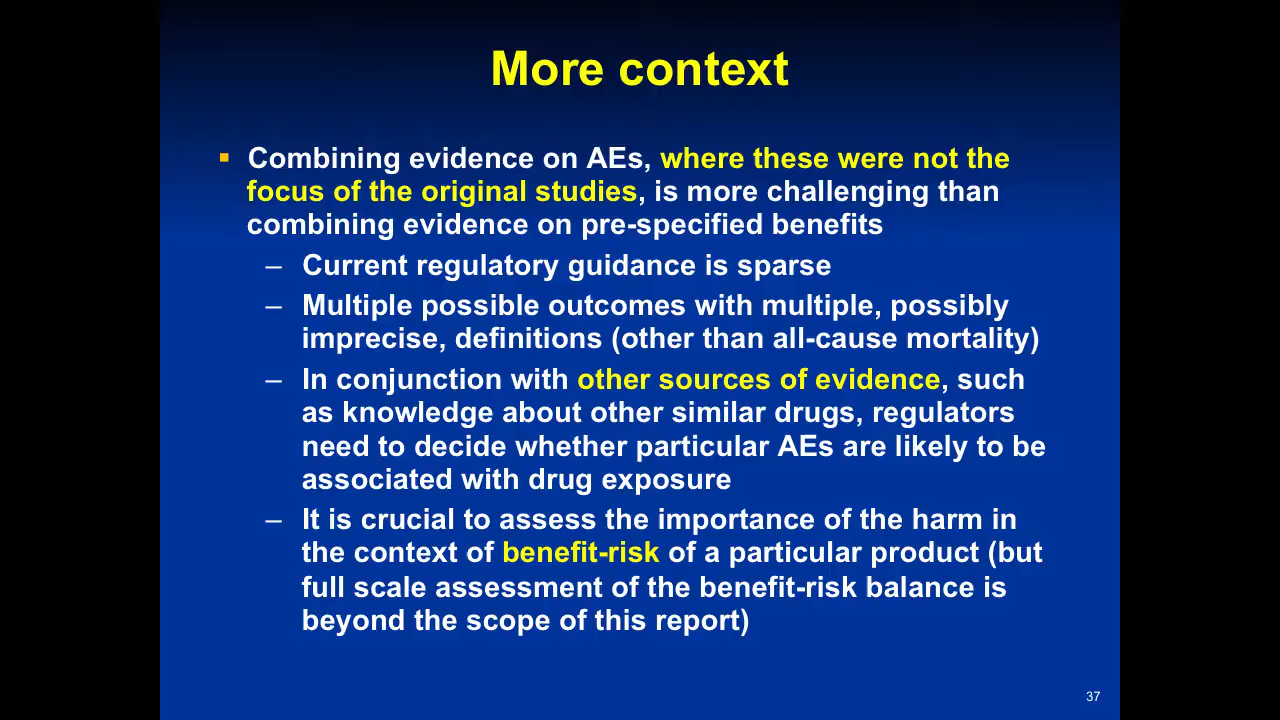 More context
▪ Combining evidence on AEs, where these were not the
focus of the original studies, is more challenging than
combining evidence on pre-specified benefits
– Current regulatory guidance is sparse
– Multiple possible outcomes with multiple, possibly
imprecise, definitions (other than all-cause mortality)
– In conjunction with other sources of evidence, such
as knowledge about other similar drugs, regulators
need to decide whether particular AEs are likely to be
associated with drug exposure
– It is crucial to assess the importance of the harm in
the context of benefit-risk of a particular product (but
full scale assessment of the benefit-risk balance is
beyond the scope of this report)
37